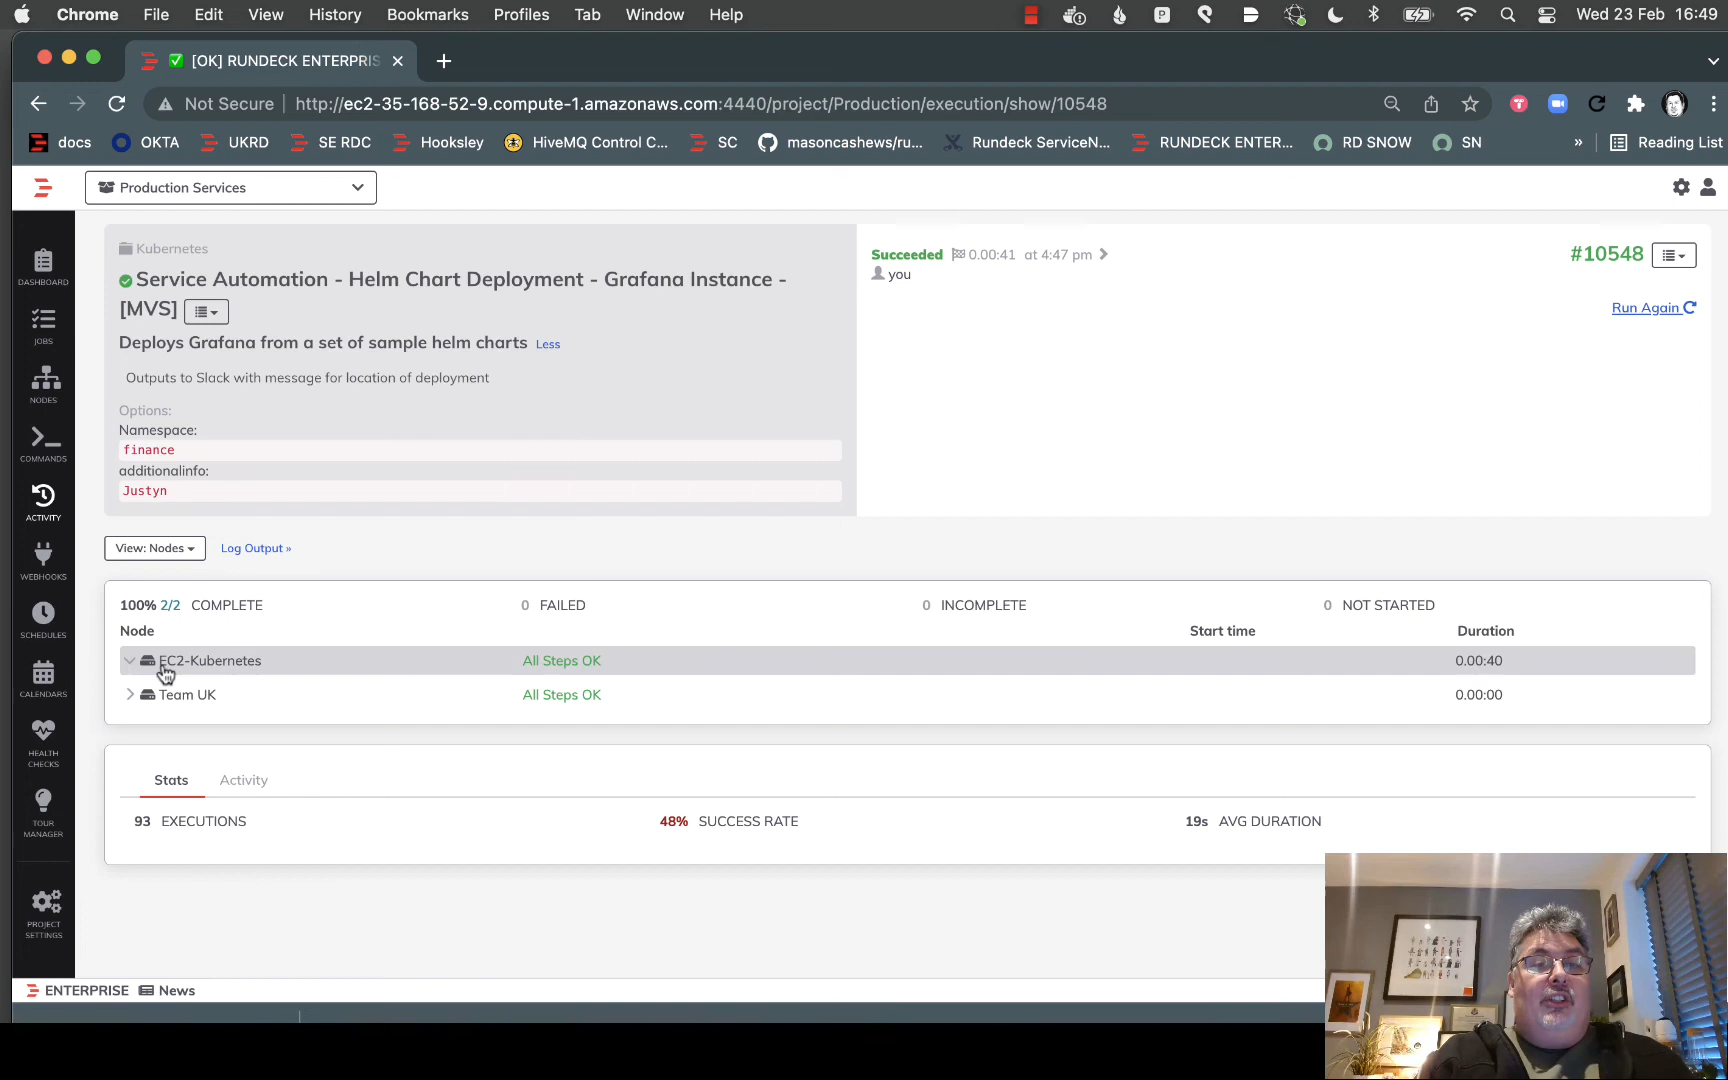 Chrome File Edit View History Bookmarks Profiles Tab Window Help Wed 23 Feb 16:49
[OK] RUNDECK ENTERPRIS
Not Secure http://ec2-35-168-52-9.compute-1.amazonaws.com:4440/project/Production/execution/show/10548
docs OKTA UKRD SE RDC Hooksley HiveMQ Control C... SC masoncashews/ru... Rundeck ServiceN... RUNDECK ENTER... RD SNOW SN » Reading List
Production Services
DASHBOARD
JOBS
NODES
COMMANDS
ACTIVITY
WEBHOOKS
SCHEDULES
CALENDARS
HEALTH
CHECKS
TOUR
MANAGER
PROJECT
SETTINGS
Kubernetes
Service Automation - Helm Chart Deployment - Grafana Instance -
[MVS]
Deploys Grafana from a set of sample helm charts Less
Outputs to Slack with message for location of deployment
Options:
Namespace:
finance
additionalinfo:
Justyn
Succeeded 0.00:41 at 4:47 pm
you
#10548
Run Again
View: Nodes Log Output »
100% 2/2 COMPLETE 0 FAILED 0 INCOMPLETE 0 NOT STARTED
Node Start time Duration
EC2-Kubernetes All Steps OK 0.00:40
Team UK All Steps OK 0.00:00
Stats Activity
93 EXECUTIONS 48% SUCCESS RATE 19s AVG DURATION
ENTERPRISE News